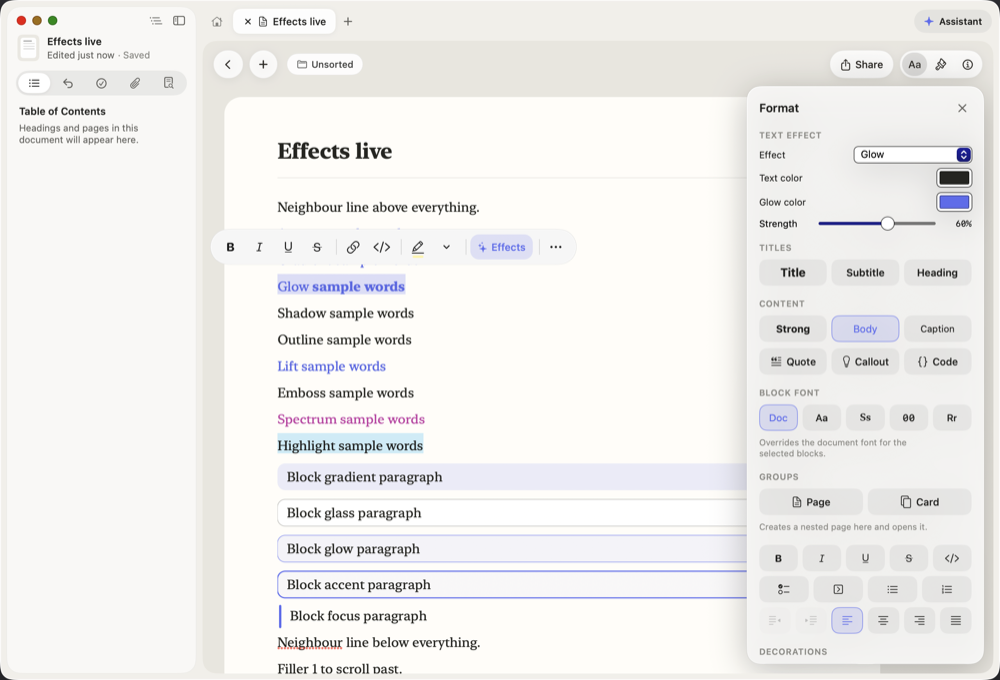 Effects live
Edited just now · Saved
Table of Contents
Headings and pages in this
document will appear here.
Effects live
Assistant
Unsorted
Share
Aa
Effects live
Neighbour line above everything.
B I U S </> Effects
Glow sample words
Shadow sample words
Outline sample words
Lift sample words
Emboss sample words
Spectrum sample words
Highlight sample words
Block gradient paragraph
Block glass paragraph
Block glow paragraph
Block accent paragraph
Block focus paragraph
Neighbour line below everything.
Filler 1 to scroll past.
Format
TEXT EFFECT
Effect Glow
Text color
Glow color
Strength 60%
TITLES
Title Subtitle Heading
CONTENT
Strong Body Caption
Quote Callout {} Code
BLOCK FONT
Doc Aa Ss 00 Rr
Overrides the document font for the
selected blocks.
GROUPS
Page Card
Creates a nested page here and opens it.
B I U S </>
DECORATIONS